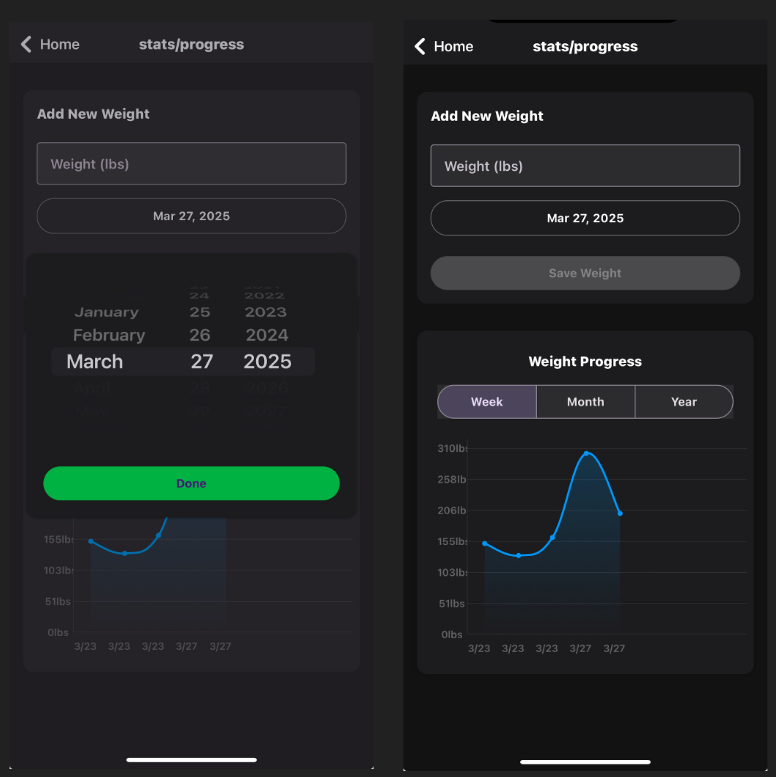 Home stats/progress
Add New Weight
Weight (lbs)
Mar 27, 2025
24 2022
January 25 2023
February 26 2024
March 27 2025
April 28 2026
Done
155lbs
103lbs
51lbs
0lbs
3/23 3/23 3/23 3/27 3/27
Home stats/progress
Add New Weight
Weight (lbs)
Mar 27, 2025
Save Weight
Weight Progress
Week Month Year
310lbs
258lbs
206lbs
155lbs
103lbs
51lbs
0lbs
3/23 3/23 3/23 3/27 3/27